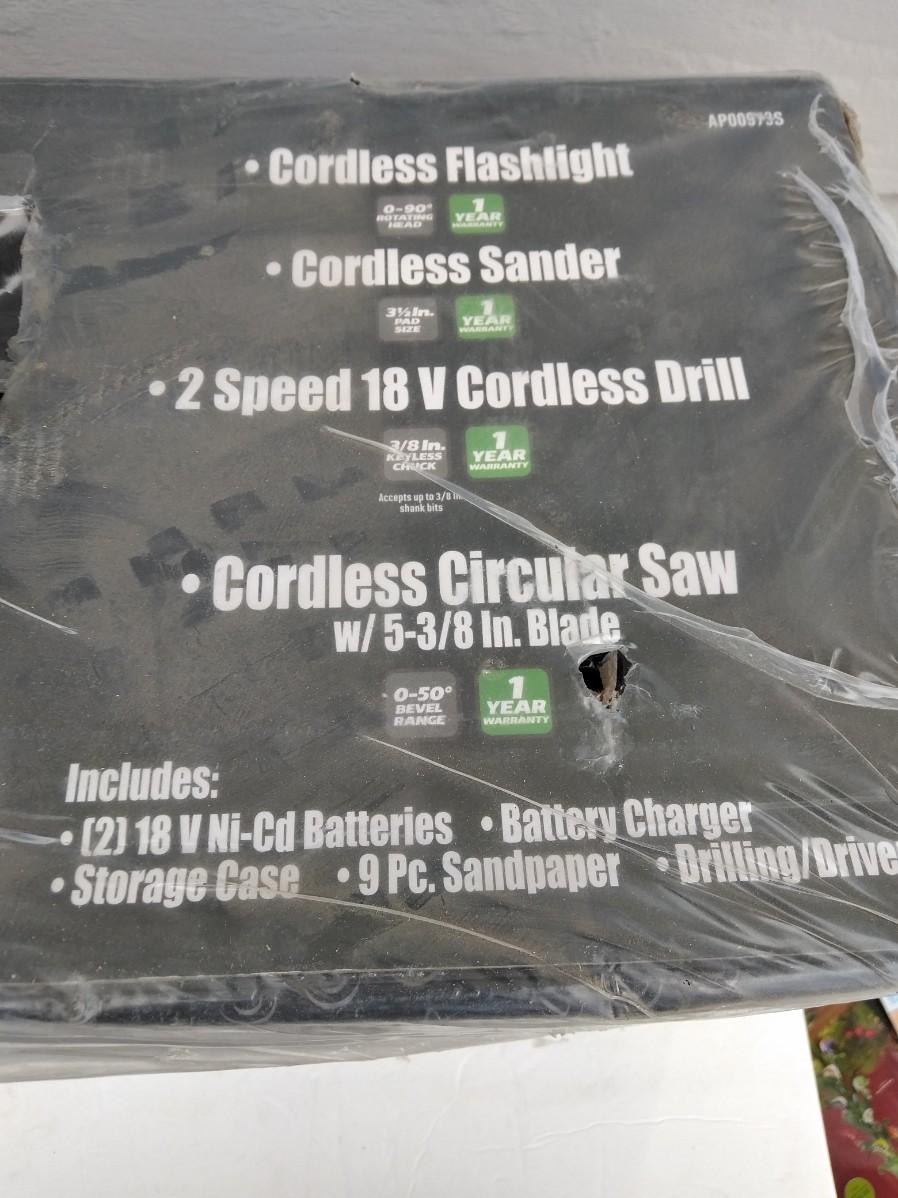 AP00973S
• Cordless Flashlight
0-90°
ROTATING
HEAD
1
YEAR
WARRANTY
• Cordless Sander
3½ In.
PAD
SIZE
1
YEAR
WARRANTY
• 2 Speed 18 V Cordless Drill
3/8 In.
KEYLESS
CHUCK
1
YEAR
WARRANTY
Accepts up to 3/8 In.
shank bits
• Cordless Circular Saw
w/ 5-3/8 In. Blade
0-50°
BEVEL
RANGE
1
YEAR
WARRANTY
Includes:
• (2) 18 V Ni-Cd Batteries • Battery Charger
• Storage Case • 9 Pc. Sandpaper • Drilling/Drive